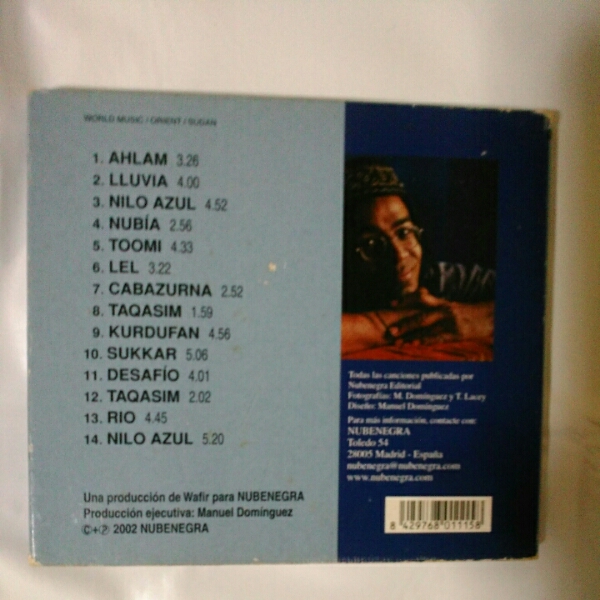 WORLD MUSIC / ORIENT / SUDAN
1. AHLAM 3.26
2. LLUVIA 4.00
3. NILO AZUL 4.52
4. NUBÍA 2.56
5. TOOMI 4.33
6. LEL 3.22
7. CABAZURNA 2.52
8. TAQASIM 1.59
9. KURDUFAN 4.56
10. SUKKAR 5.06
11. DESAFÍO 4.01
12. TAQASIM 2.02
13. RIO 4.45
14. NILO AZUL 5.20
Una producción de Wafir para NUBENEGRA
Producción ejecutiva: Manuel Domínguez
©+℗ 2002 NUBENEGRA
Todas las canciones publicadas por
Nubenegra Editorial
Fotografías: M. Domínguez y T. Lacey
Diseño: Manuel Domínguez
Para más información, contacte con:
NUBENEGRA
Toledo 54
28005 Madrid - España
nubenegra@nubenegra.com
www.nubenegra.com
8 429768 011158